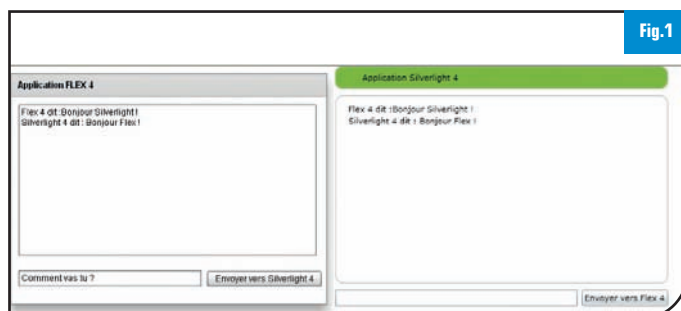 Fig.1
Application FLEX 4
Flex 4 dit :Bonjour Silverlight !
Silverlight 4 dit : Bonjour Flex !
Comment vas tu ?
Envoyer vers Silverlight 4
Application Silverlight 4
Flex 4 dit :Bonjour Silverlight !
Silverlight 4 dit : Bonjour Flex !
Envoyer vers Flex 4